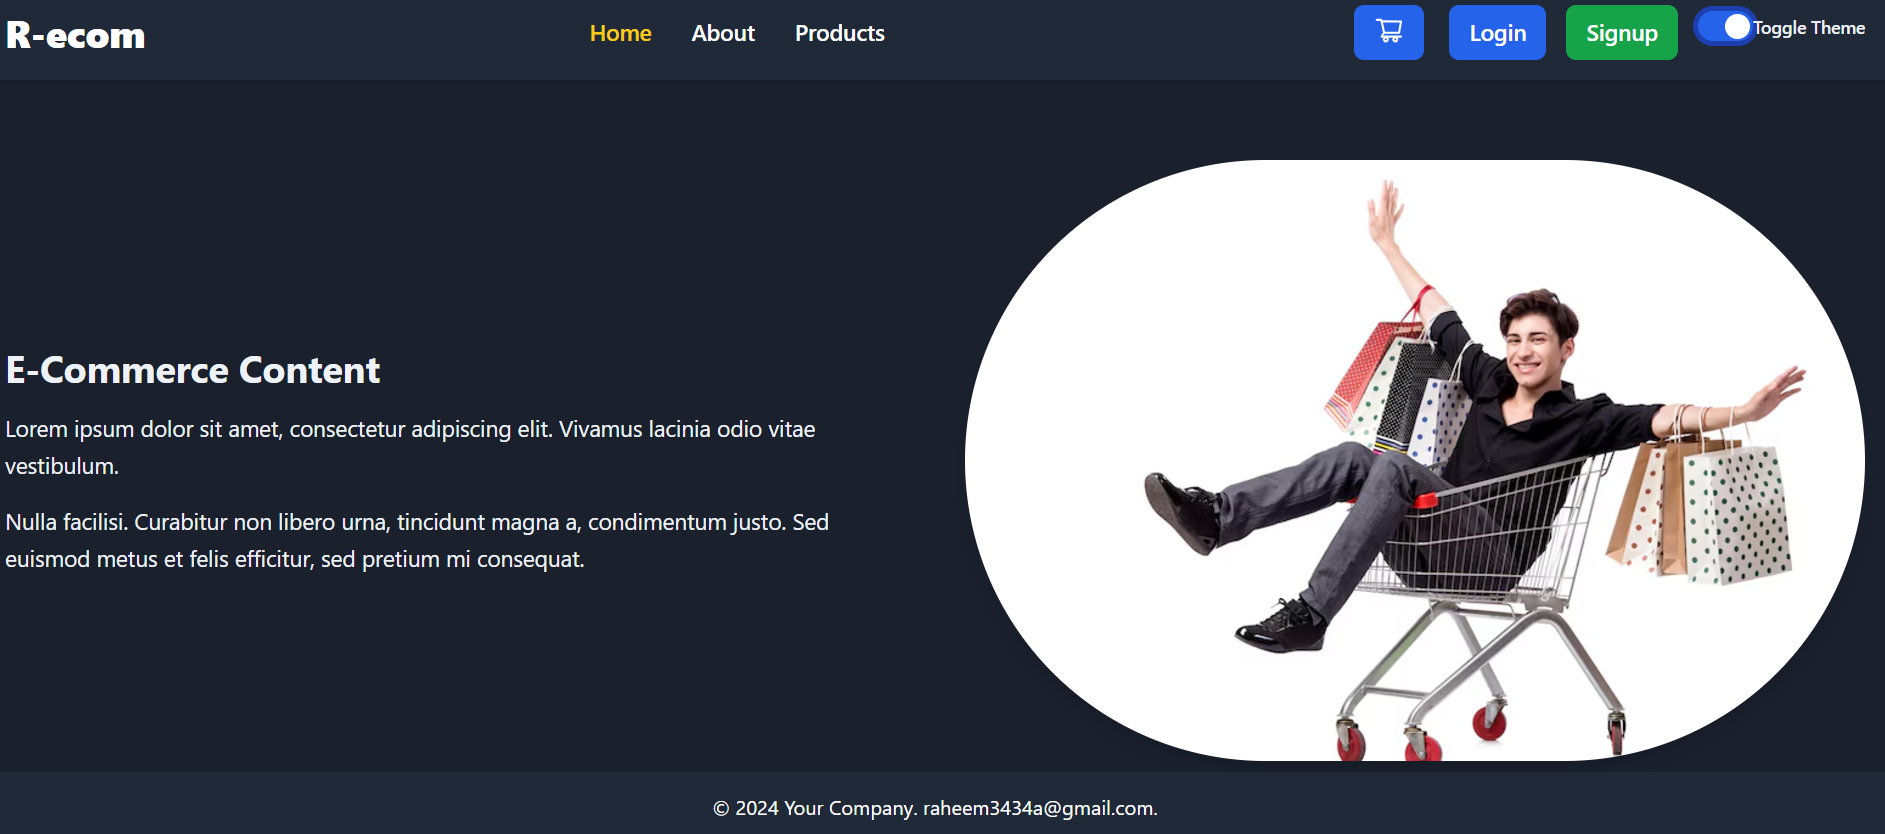 R-ecom
Home
About
Products
Login
Signup
Toggle Theme
E-Commerce Content
Lorem ipsum dolor sit amet, consectetur adipiscing elit. Vivamus lacinia odio vitae
vestibulum.
Nulla facilisi. Curabitur non libero urna, tincidunt magna a, condimentum justo. Sed
euismod metus et felis efficitur, sed pretium mi consequat.
© 2024 Your Company. raheem3434a@gmail.com.